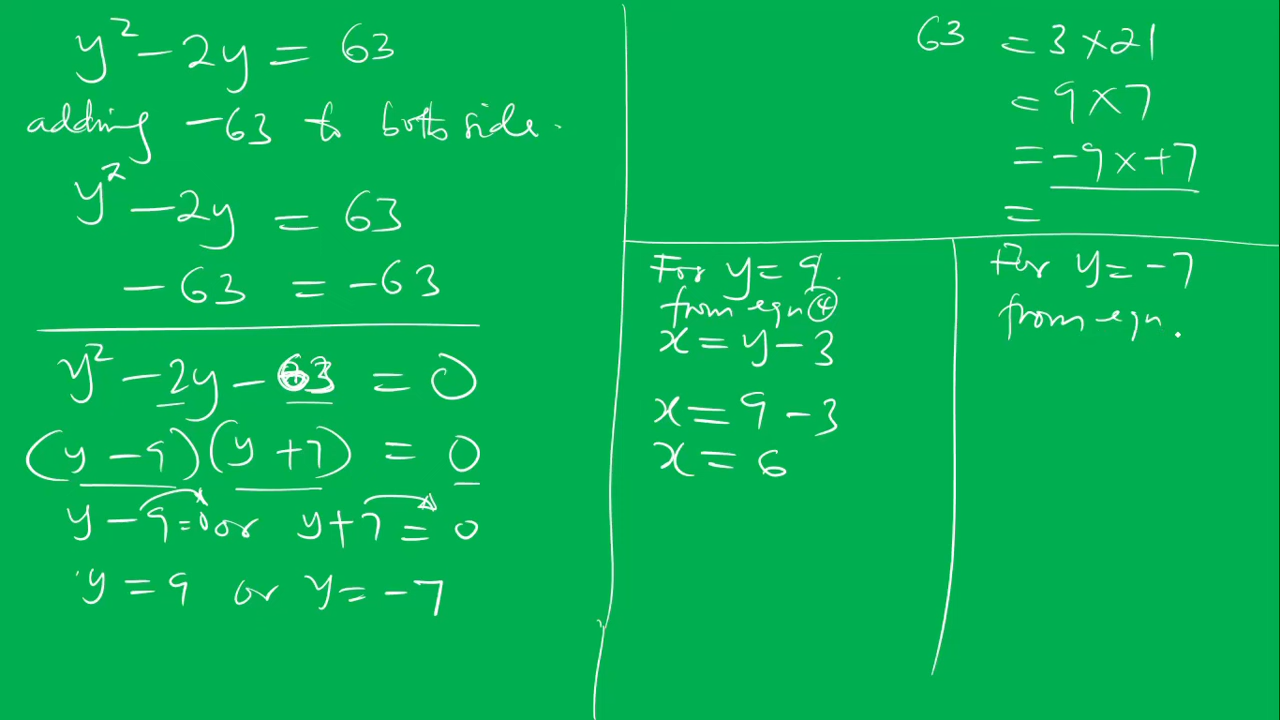 y² - 2y = 63
adding -63 to both side.
y² - 2y = 63
- 63 = -63
y² - 2y - 63 = 0
(y - 9)(y + 7) = 0
y - 9 = 0 or y + 7 = 0
y = 9 or y = -7
63 = 3 × 21
= 9 × 7
= -9 × +7
=
For y = 9.
from eqn ④
x = y - 3
x = 9 - 3
x = 6
For y = -7
from eqn.